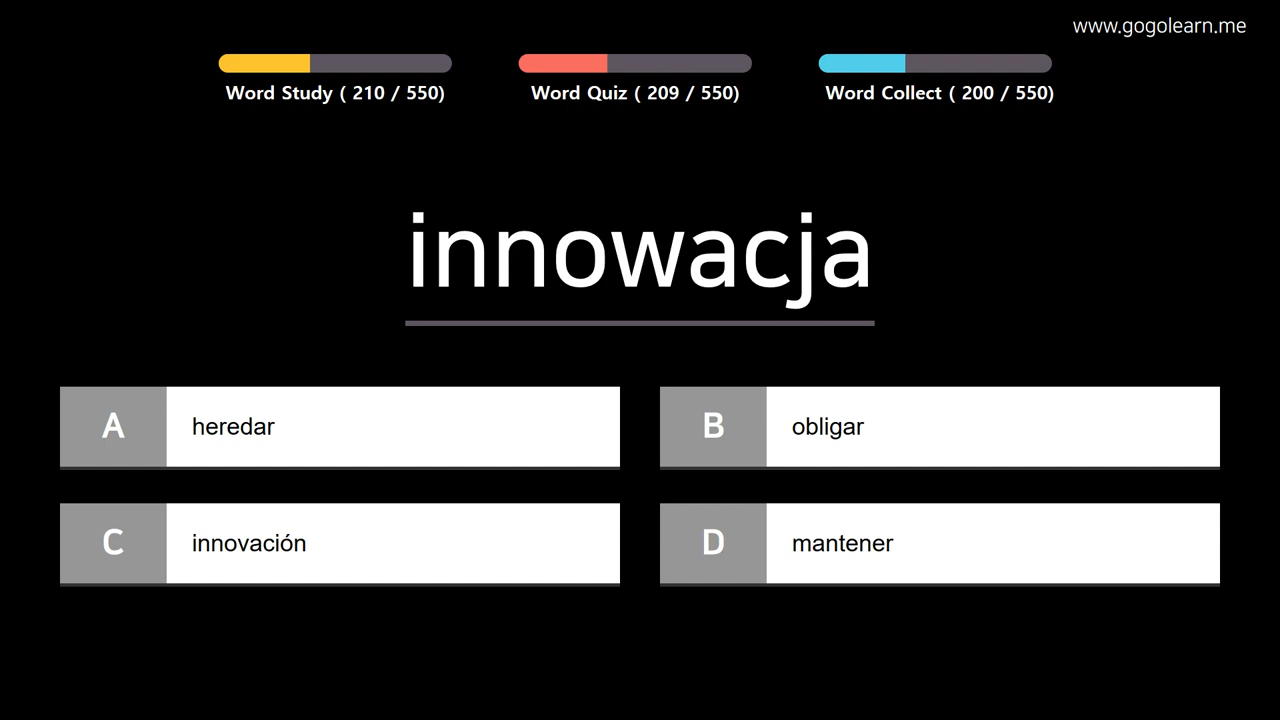 www.gogolearn.me
Word Study ( 210 / 550)
Word Quiz ( 209 / 550)
Word Collect ( 200 / 550)
innowacja
A heredar
B obligar
C innovación
D mantener